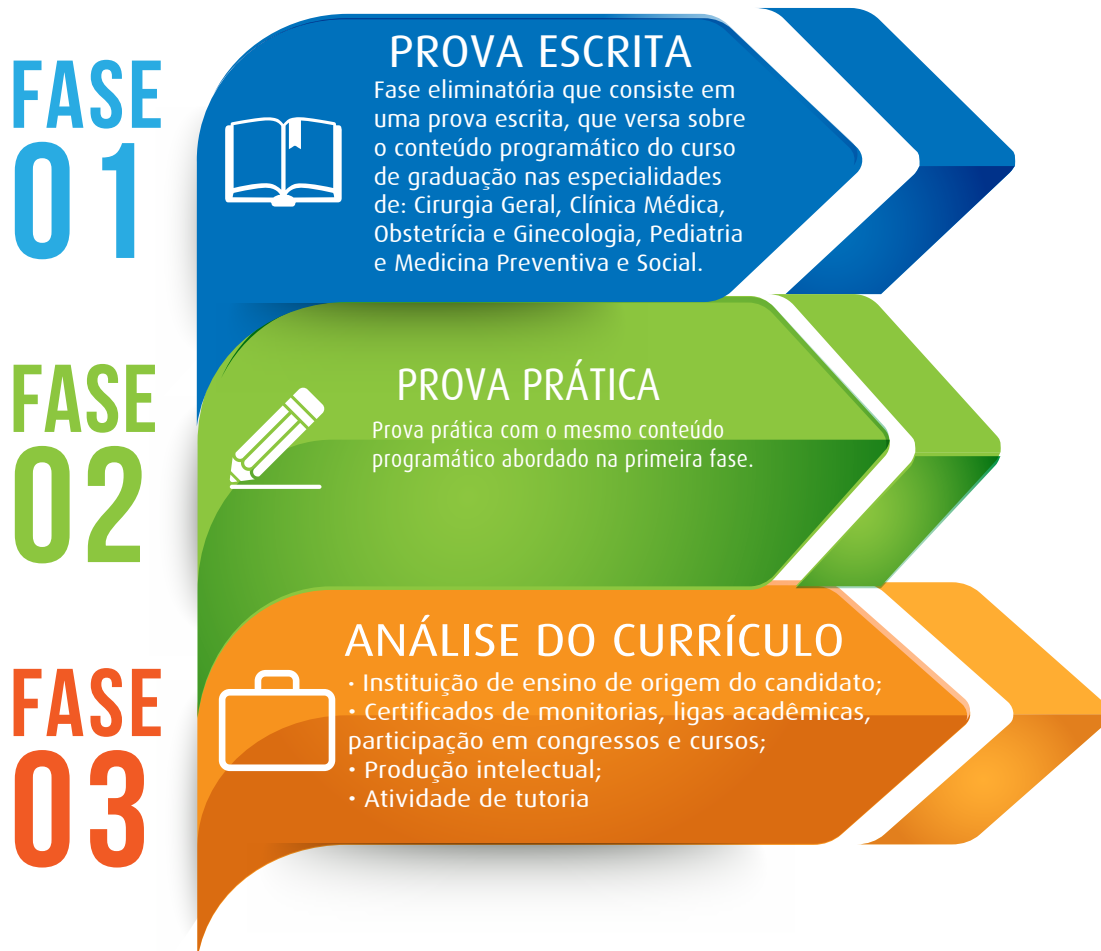 FASE
01
PROVA ESCRITA
Fase eliminatória que consiste em
uma prova escrita, que versa sobre
o conteúdo programático do curso
de graduação nas especialidades
de: Cirurgia Geral, Clínica Médica,
Obstetrícia e Ginecologia, Pediatria
e Medicina Preventiva e Social.
FASE
02
PROVA PRÁTICA
Prova prática com o mesmo conteúdo
programático abordado na primeira fase.
FASE
03
ANÁLISE DO CURRÍCULO
• Instituição de ensino de origem do candidato;
• Certificados de monitorias, ligas acadêmicas,
participação em congressos e cursos;
• Produção intelectual;
• Atividade de tutoria